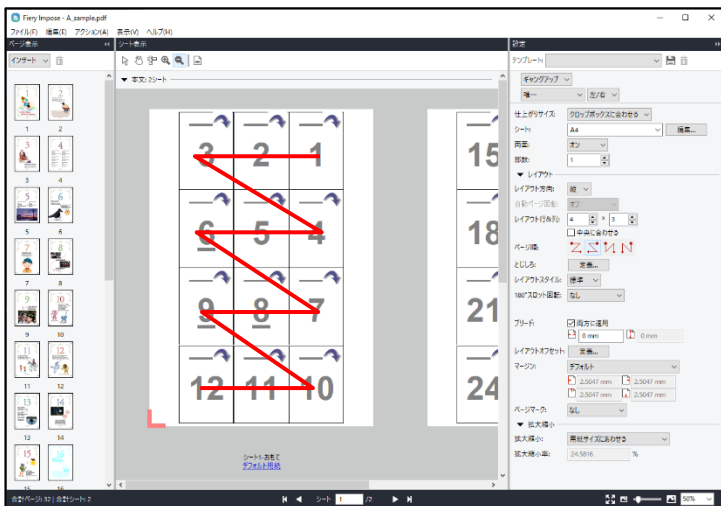 Fiery Impose - A_sample.pdf
ファイル(F) 編集(E) アクション(A) 表示(V) ヘルプ(H)
ページ表示
インサート
1 2
3 4
5 6
7 8
9 10
11 12
13 14
15 16
合計ページ: 32 | 合計シート: 2
シート表示
本文: 2シート
3 2 1
6 5 4
9 8 7
12 11 10
15
18
21
24
シート1-おもて
デフォルト用紙
シート 1 /2
設定
テンプレート:
ギャングアップ
唯一 左/右
仕上がりサイズ: クロップボックスに合わせる
シート: A4 編集...
両面: オン
部数: 1
レイアウト
レイアウト方向: 縦
自動ページ回転: オフ
レイアウト行&列: 4 x 3
中央に合わせる
ページ順:
とじしろ: 定義...
レイアウトスタイル: 標準
180°スロット回転: なし
ブリード: 両方に適用
0 mm 0 mm
レイアウトオフセット: 定義...
マージン: デフォルト
2.5047 mm 2.5047 mm
2.5047 mm 2.5047 mm
ページマーク: なし
拡大縮小
拡大縮小: 用紙サイズにあわせる
拡大縮小率: 24.5816 %
50%